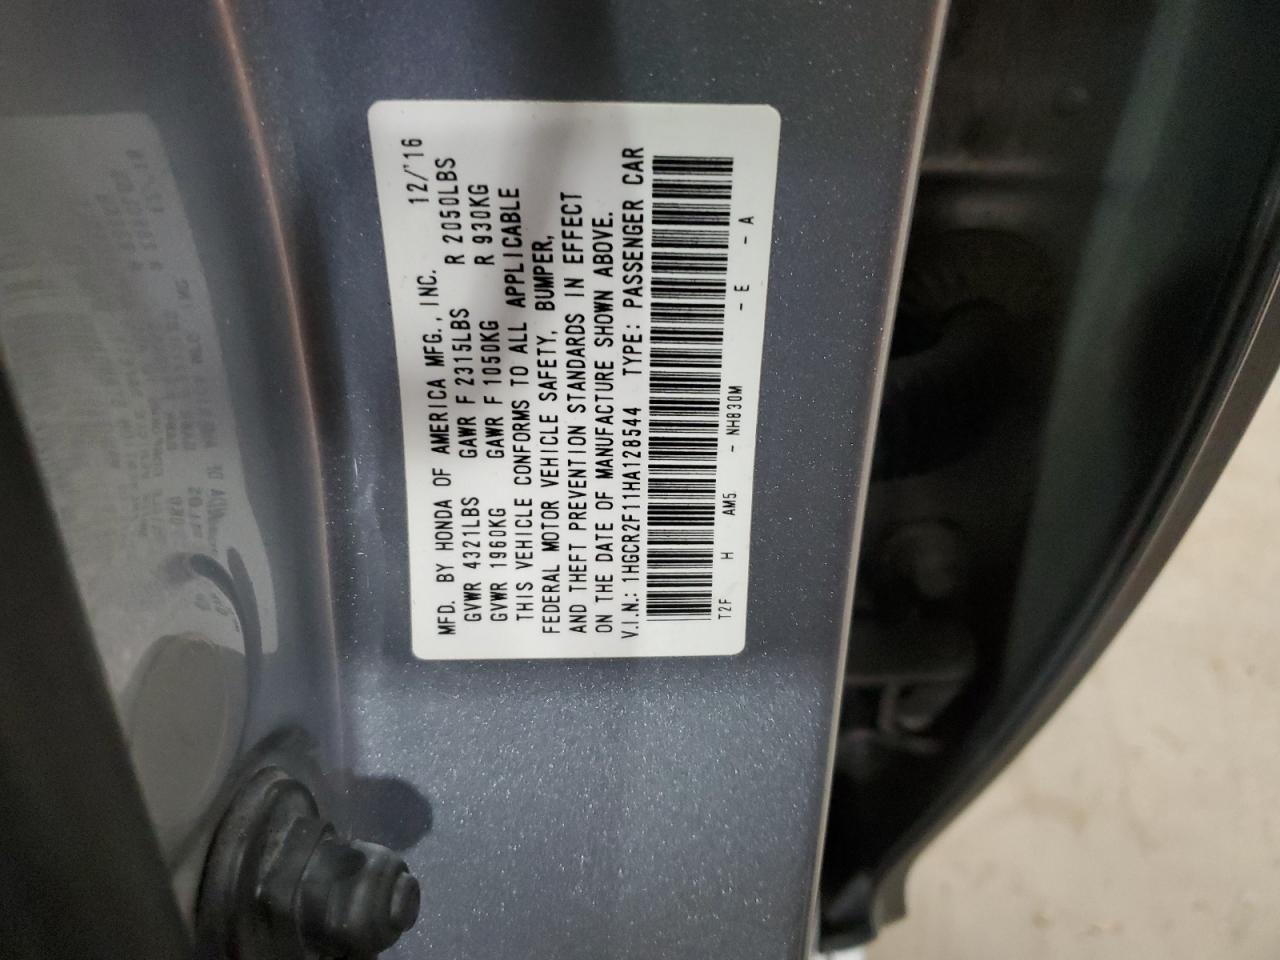 MFD. BY HONDA OF AMERICA MFG., INC. 12/'16
GVWR 4321LBS GAWR F 2315LBS R 2050LBS
GVWR 1960KG GAWR F 1050KG R 930KG
THIS VEHICLE CONFORMS TO ALL APPLICABLE
FEDERAL MOTOR VEHICLE SAFETY, BUMPER,
AND THEFT PREVENTION STANDARDS IN EFFECT
ON THE DATE OF MANUFACTURE SHOWN ABOVE.
V.I.N.: 1HGCR2F11HA128544 TYPE: PASSENGER CAR
T2F H AM5 - NH830M - E - A